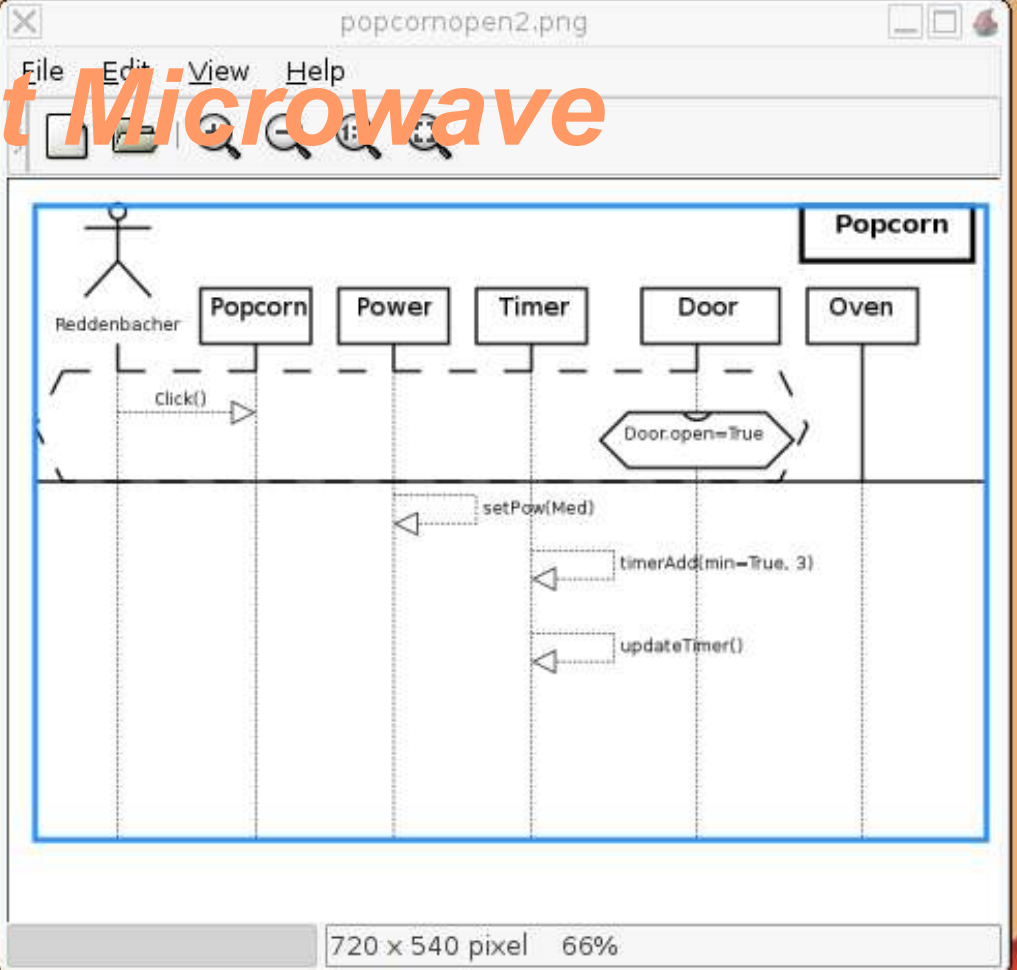 popcornopen2.png
File Edit View Help
t Microwave
Popcorn
Reddenbacher
Popcorn
Power
Timer
Door
Oven
Click()
Door.open=True
setPow(Med)
timerAdd(min=True, 3)
updateTimer()
720 x 540 pixel 66%